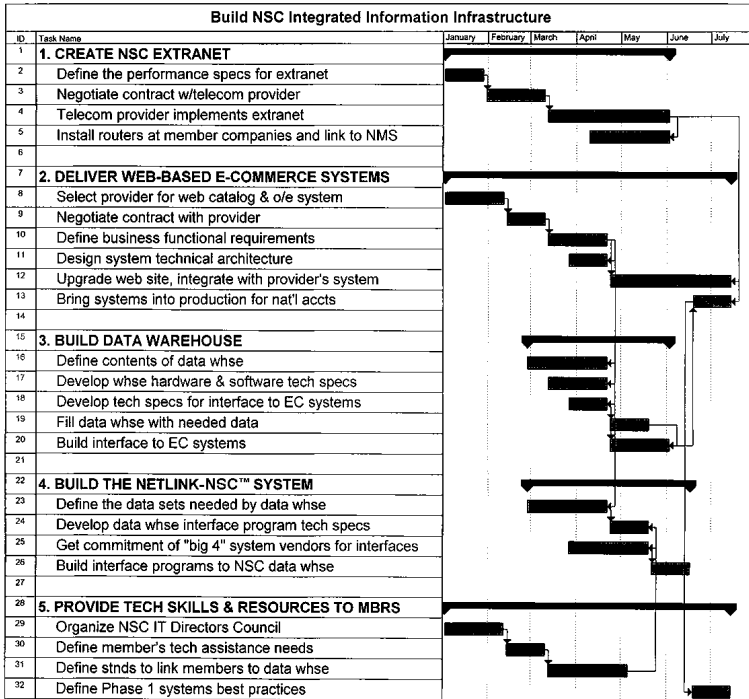 Build NSC Integrated Information Infrastructure
ID Task Name January February March April May June July
1 1. CREATE NSC EXTRANET
2 Define the performance specs for extranet
3 Negotiate contract w/telecom provider
4 Telecom provider implements extranet
5 Install routers at member companies and link to NMS
6
7 2. DELIVER WEB-BASED E-COMMERCE SYSTEMS
8 Select provider for web catalog & o/e system
9 Negotiate contract with provider
10 Define business functional requirements
11 Design system technical architecture
12 Upgrade web site, integrate with provider's system
13 Bring systems into production for nat'l accts
14
15 3. BUILD DATA WAREHOUSE
16 Define contents of data whse
17 Develop whse hardware & software tech specs
18 Develop tech specs for interface to EC systems
19 Fill data whse with needed data
20 Build interface to EC systems
21
22 4. BUILD THE NETLINK-NSC™ SYSTEM
23 Define the data sets needed by data whse
24 Develop data whse interface program tech specs
25 Get commitment of "big 4" system vendors for interfaces
26 Build interface programs to NSC data whse
27
28 5. PROVIDE TECH SKILLS & RESOURCES TO MBRS
29 Organize NSC IT Directors Council
30 Define member's tech assistance needs
31 Define stnds to link members to data whse
32 Define Phase 1 systems best practices